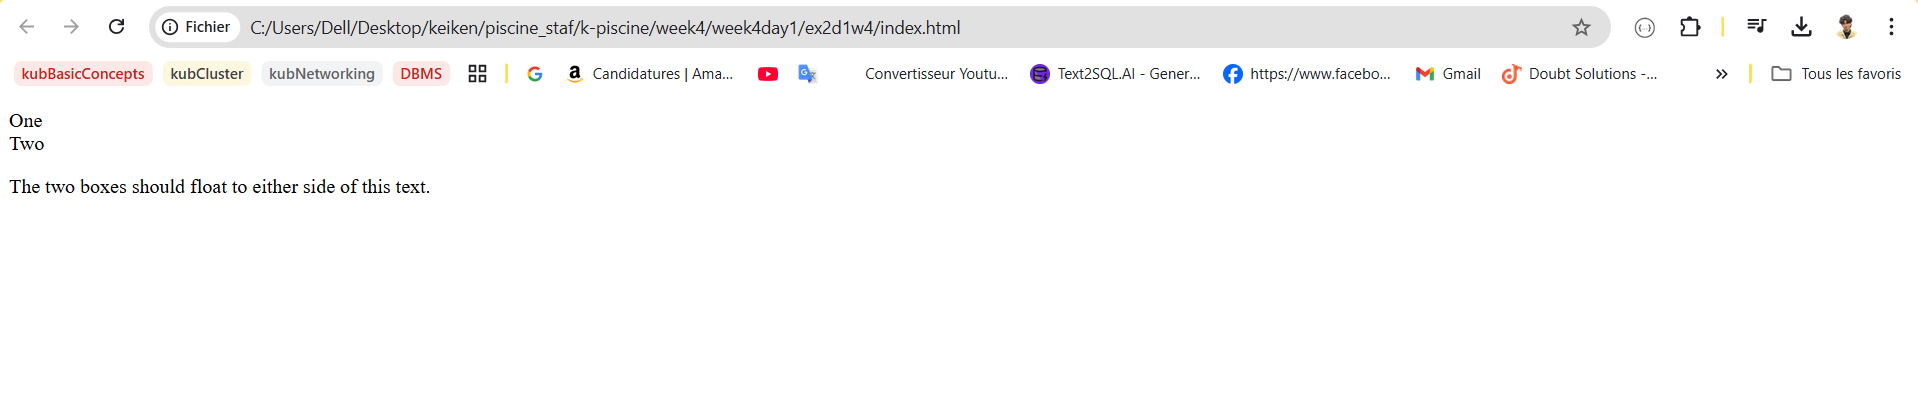 Fichier C:/Users/Dell/Desktop/keiken/piscine_staf/k-piscine/week4/week4day1/ex2d1w4/index.html
kubBasicConcepts kubCluster kubNetworking DBMS Candidatures | Ama... Convertisseur Youtu... Text2SQL.AI - Gener... https://www.facebo... Gmail Doubt Solutions -... » Tous les favoris
One
Two
The two boxes should float to either side of this text.